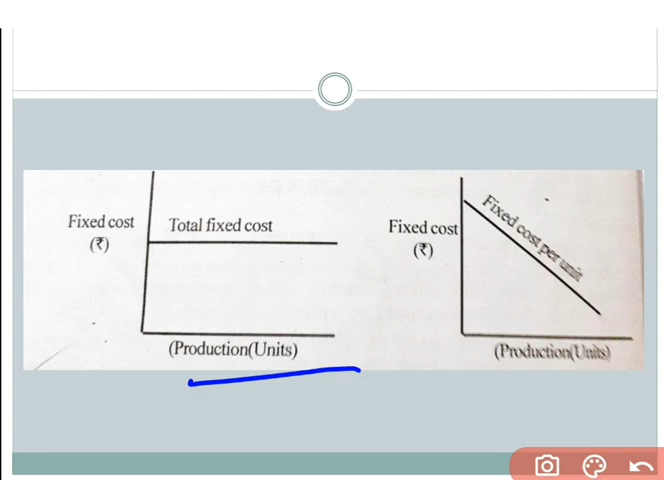 Fixed cost
(₹)
Total fixed cost
(Production(Units)
Fixed cost
(₹)
Fixed cost per unit
(Production(Units)